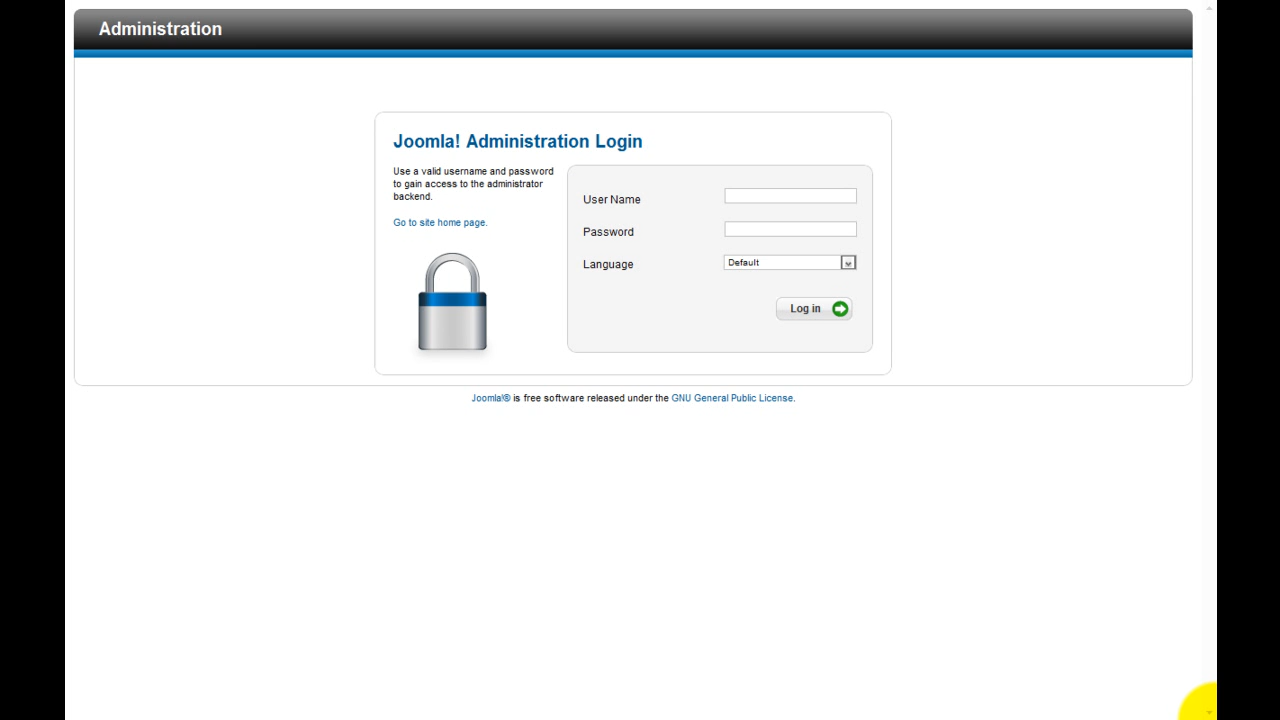 Administration
Joomla! Administration Login
Use a valid username and password
to gain access to the administrator
backend.
Go to site home page.
User Name
Password
Language
Default
Log in
Joomla!® is free software released under the GNU General Public License.